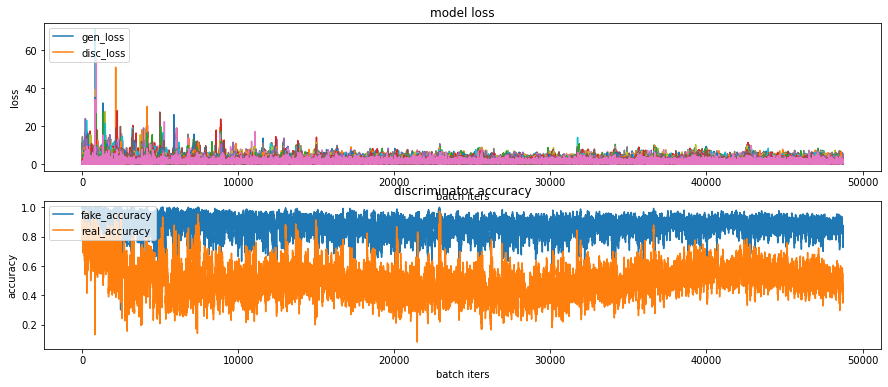 model loss
gen_loss
disc_loss
loss
60
40
20
0
0
10000
20000
30000
40000
50000
batch iters
discriminator accuracy
fake_accuracy
real_accuracy
accuracy
1.0
0.8
0.6
0.4
0.2
0
10000
20000
30000
40000
50000
batch iters